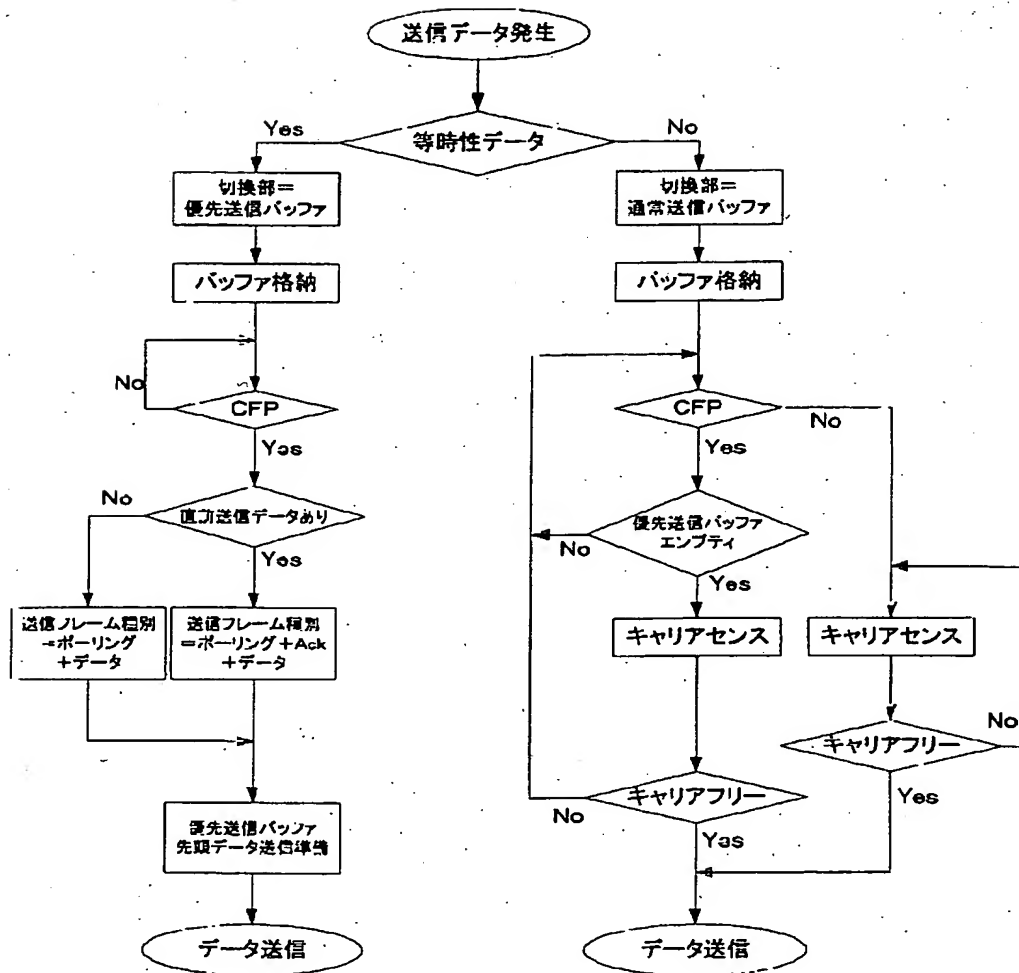 送信データ発生
等時性データ
Yes
No
切換部=
優先送信バッファ
バッファ格納
No
CFP
Yes
No
直前送信データあり
Yes
送信フレーム種別
=ポーリング
+データ
送信フレーム種別
=ポーリング+Ack
+データ
優先送信バッファ
先頭データ送信準備
データ送信
切換部=
通常送信バッファ
バッファ格納
CFP
No
Yes
優先送信バッファ
エンプティ
No
Yes
キャリアセンス
キャリアセンス
キャリアフリー
No
Yes
キャリアフリー
No
Yes
データ送信